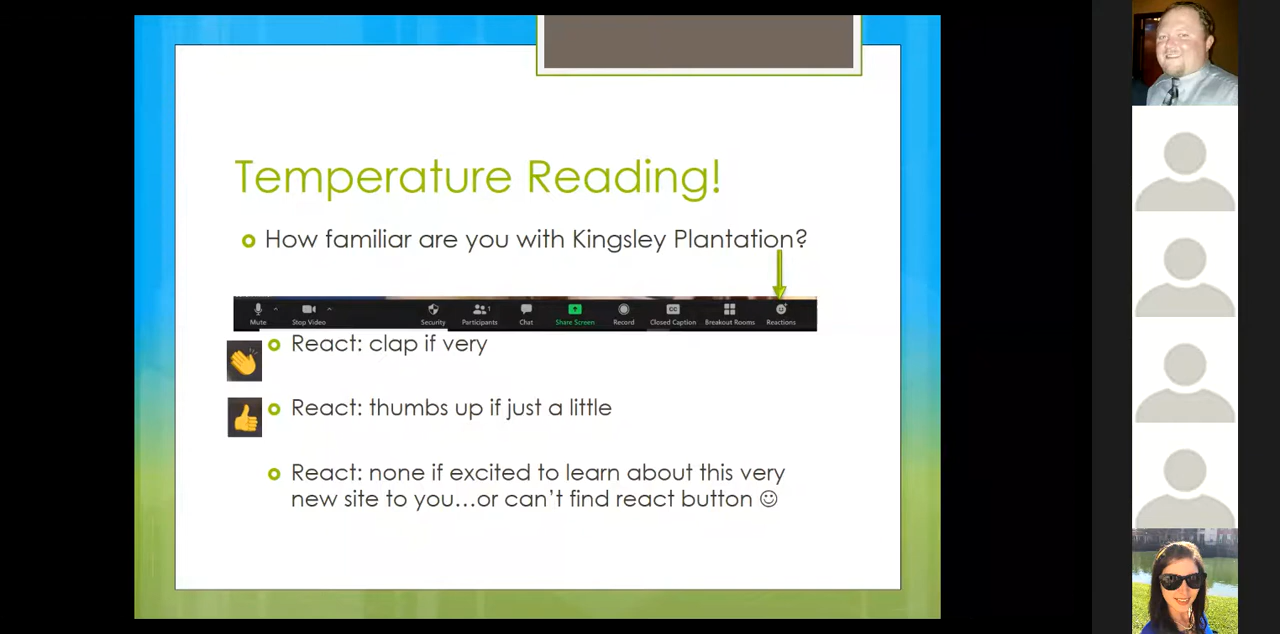 Temperature Reading!
How familiar are you with Kingsley Plantation?
Mute Stop Video Security Participants Chat Share Screen Record Closed Caption Breakout Rooms Reactions
React: clap if very
React: thumbs up if just a little
React: none if excited to learn about this very
new site to you…or can't find react button ☺